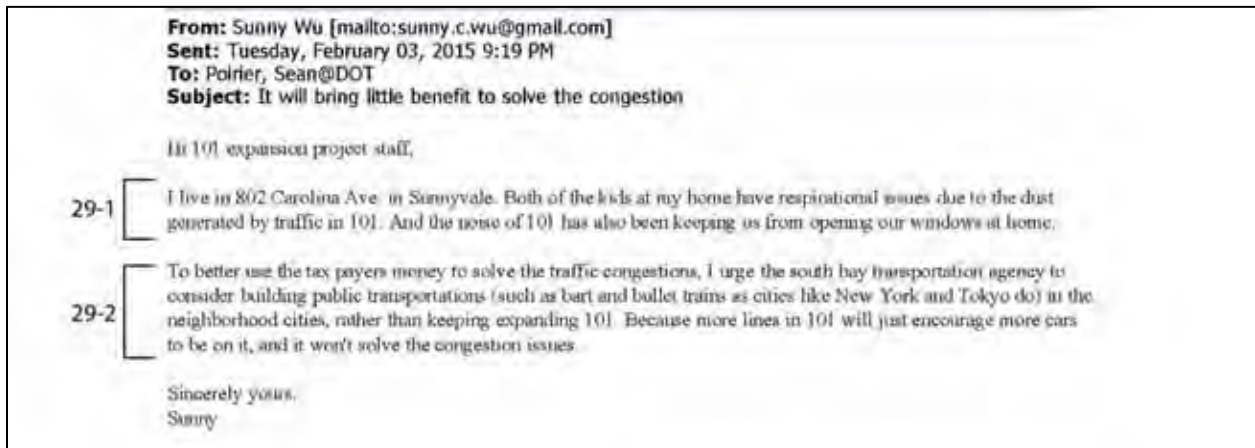 From: Sunny Wu [mailto:sunny.c.wu@gmail.com]
Sent: Tuesday, February 03, 2015 9:19 PM
To: Poirier, Sean@DOT
Subject: It will bring little benefit to solve the congestion
Hi 101 expansion project staff,
29-1
I live in 802 Carolina Ave. in Sunnyvale. Both of the kids at my home have respirational issues due to the dust
generated by traffic in 101. And the noise of 101 has also been keeping us from opening our windows at home.
29-2
To better use the tax payers money to solve the traffic congestions, I urge the south bay transportation agency to
consider building public transportations (such as bart and bullet trains as cities like New York and Tokyo do) in the
neighborhood cities, rather than keeping expanding 101. Because more lines in 101 will just encourage more cars
to be on it, and it won't solve the congestion issues.
Sincerely yours,
Sunny